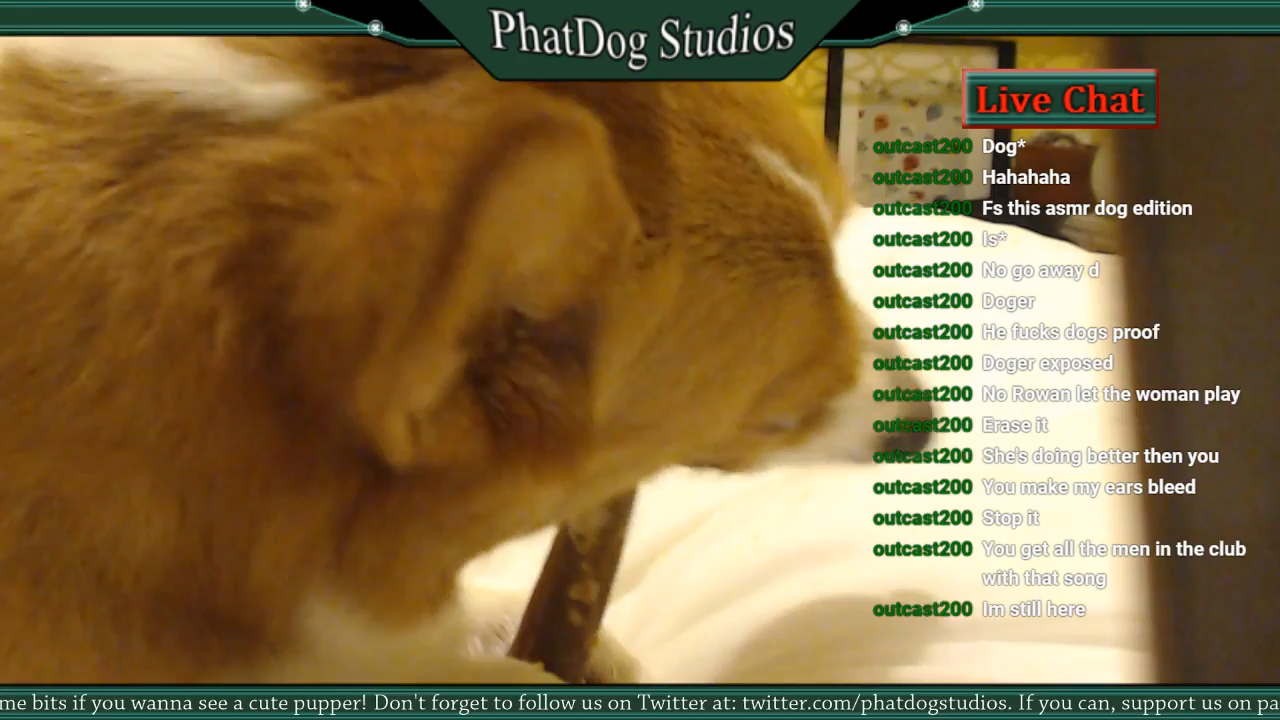 PhatDog Studios
Live Chat
outcast200 Dog*
outcast200 Hahahaha
outcast200 Fs this asmr dog edition
outcast200 Is*
outcast200 No go away d
outcast200 Doger
outcast200 He fucks dogs proof
outcast200 Doger exposed
outcast200 No Rowan let the woman play
outcast200 Erase it
outcast200 She's doing better then you
outcast200 You make my ears bleed
outcast200 Stop it
outcast200 You get all the men in the club
with that song
outcast200 Im still here
me bits if you wanna see a cute pupper! Don't forget to follow us on Twitter at: twitter.com/phatdogstudios. If you can, support us on pa